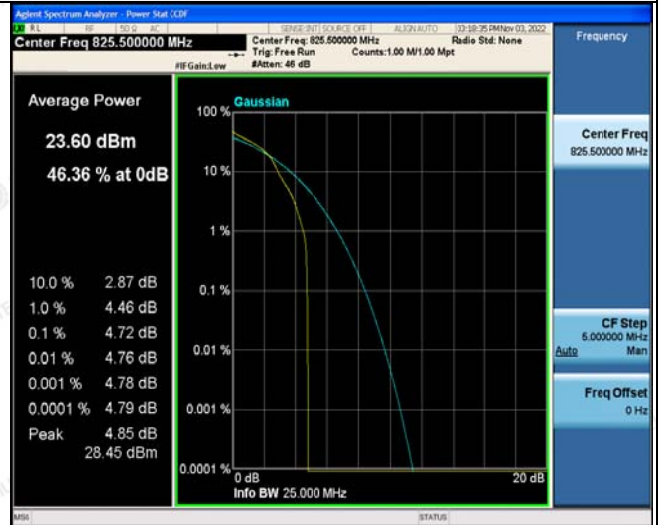 Agilent Spectrum Analyzer - Power Stat CCDF
RL RF 50 Ω AC SENSE:INT SOURCE OFF ALIGN AUTO 03:18:35 PM Nov 03, 2022
Center Freq 825.500000 MHz
Center Freq: 825.500000 MHz Radio Std: None
Trig: Free Run Counts:1.00 M/1.00 Mpt
#IFGain:Low #Atten: 46 dB
Frequency
Average Power
23.60 dBm
46.36 % at 0dB
10.0 % 2.87 dB
1.0 % 4.46 dB
0.1 % 4.72 dB
0.01 % 4.76 dB
0.001 % 4.78 dB
0.0001 % 4.79 dB
Peak 4.85 dB
28.45 dBm
Gaussian
100 %
10 %
1 %
0.1 %
0.01 %
0.001 %
0.0001 %
0 dB 20 dB
Info BW 25.000 MHz
Center Freq
825.500000 MHz
CF Step
5.000000 MHz
Auto Man
Freq Offset
0 Hz
MSG STATUS